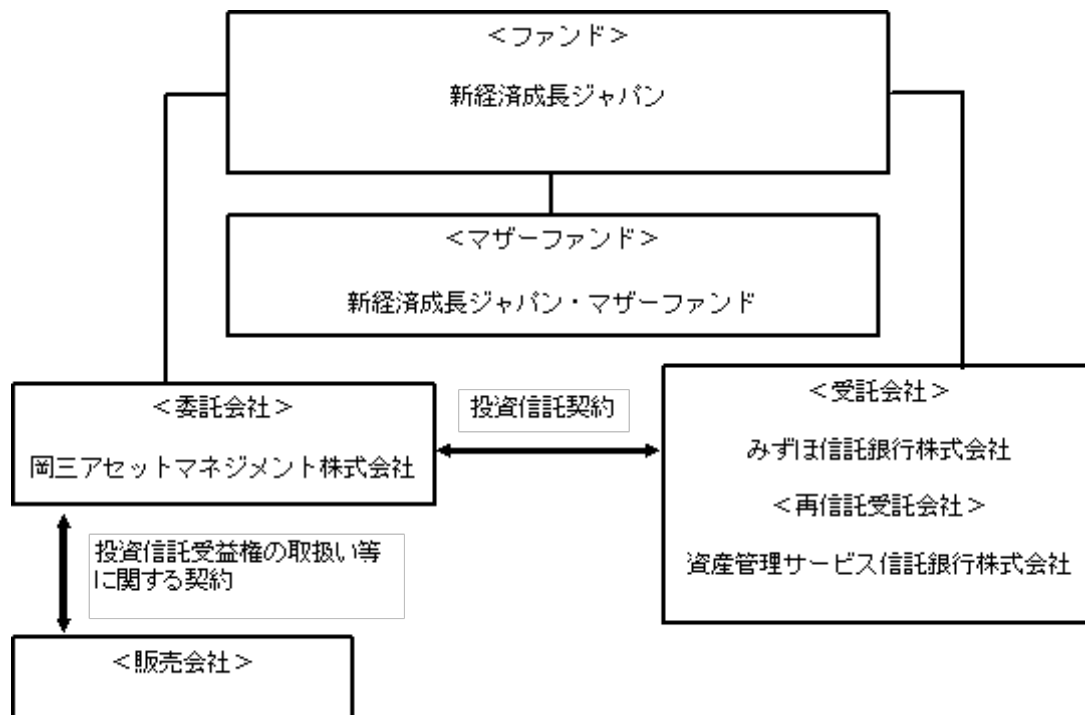 ＜ファンド＞
新経済成長ジャパン
＜マザーファンド＞
新経済成長ジャパン・マザーファンド
＜委託会社＞
岡三アセットマネジメント株式会社
投資信託契約
＜受託会社＞
みずほ信託銀行株式会社
＜再信託受託会社＞
資産管理サービス信託銀行株式会社
投資信託受益権の取扱い等
に関する契約
＜販売会社＞